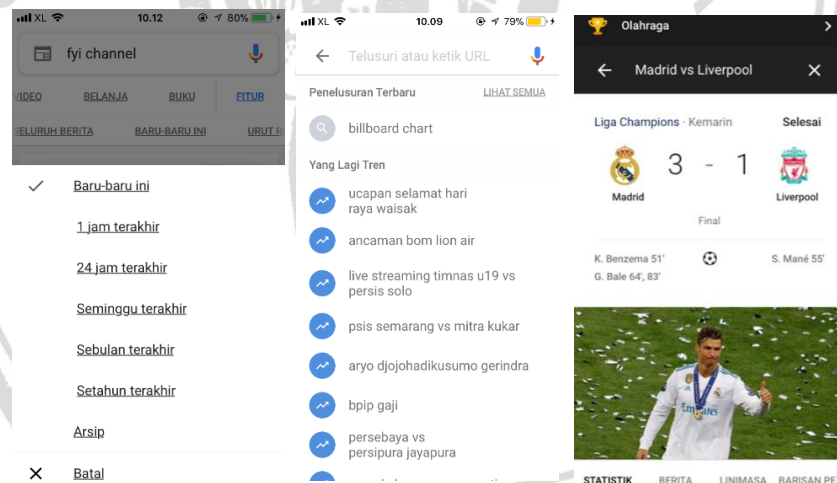 XL 10.12 80%
fyi channel
VIDEO BELANJA BUKU FITUR
SELURUH BERITA BARU-BARU INI URUT
Baru-baru ini
1 jam terakhir
24 jam terakhir
Seminggu terakhir
Sebulan terakhir
Setahun terakhir
Arsip
Batal
XL 10.09 79%
Telusuri atau ketik URL
Penelusuran Terbaru LIHAT SEMUA
billboard chart
Yang Lagi Tren
ucapan selamat hari
raya waisak
ancaman bom lion air
live streaming timnas u19 vs
persis solo
psis semarang vs mitra kukar
aryo djojohadikusumo gerindra
bpip gaji
persebaya vs
persipura jayapura
Olahraga
Madrid vs Liverpool
Liga Champions · Kemarin Selesai
3 - 1
Madrid Liverpool
Final
K. Benzema 51' S. Mané 55'
G. Bale 64', 83'
STATISTIK BERITA LINIMASA BARISAN PE